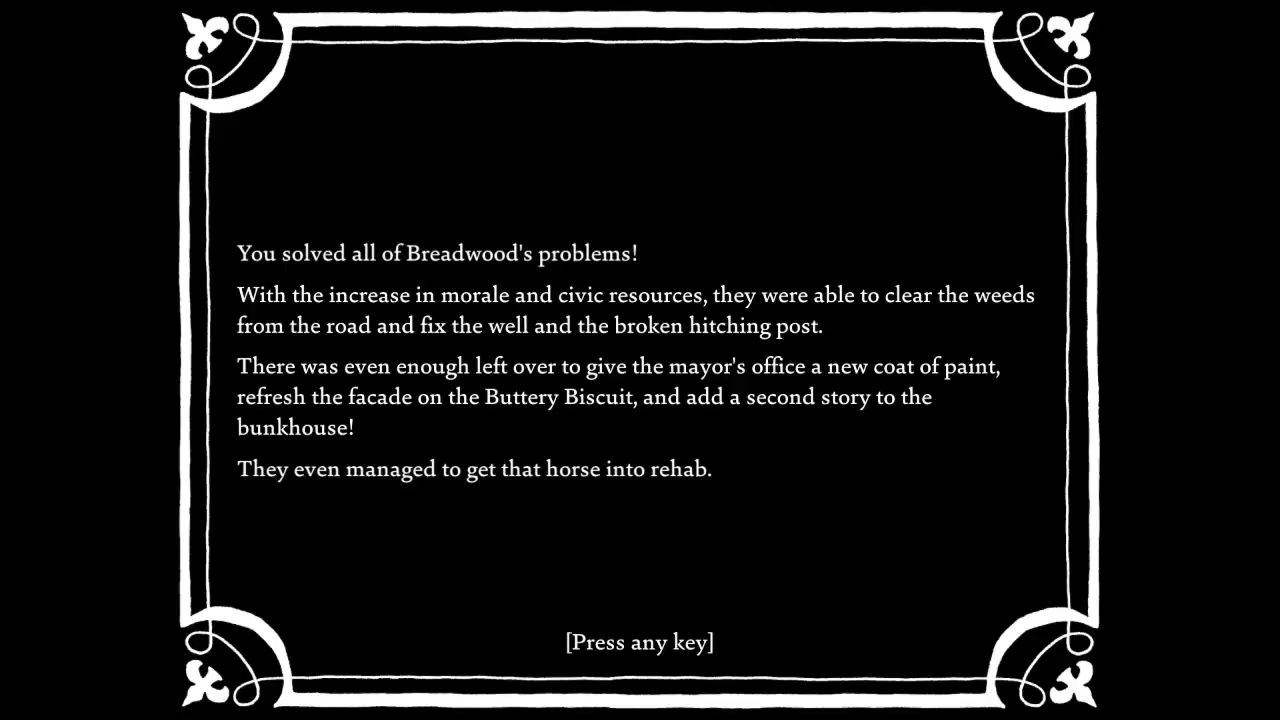 You solved all of Breadwood's problems!
With the increase in morale and civic resources, they were able to clear the weeds
from the road and fix the well and the broken hitching post.
There was even enough left over to give the mayor's office a new coat of paint,
refresh the facade on the Buttery Biscuit, and add a second story to the
bunkhouse!
They even managed to get that horse into rehab.
[Press any key]